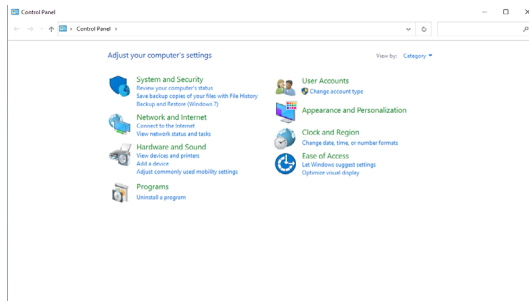 Control Panel
Control Panel
Adjust your computer's settings
View by: Category
System and Security
Review your computer's status
Save backup copies of your files with File History
Backup and Restore (Windows 7)
Network and Internet
Connect to the Internet
View network status and tasks
Hardware and Sound
View devices and printers
Add a device
Adjust commonly used mobility settings
Programs
Uninstall a program
User Accounts
Change account type
Appearance and Personalization
Clock and Region
Change date, time, or number formats
Ease of Access
Let Windows suggest settings
Optimize visual display